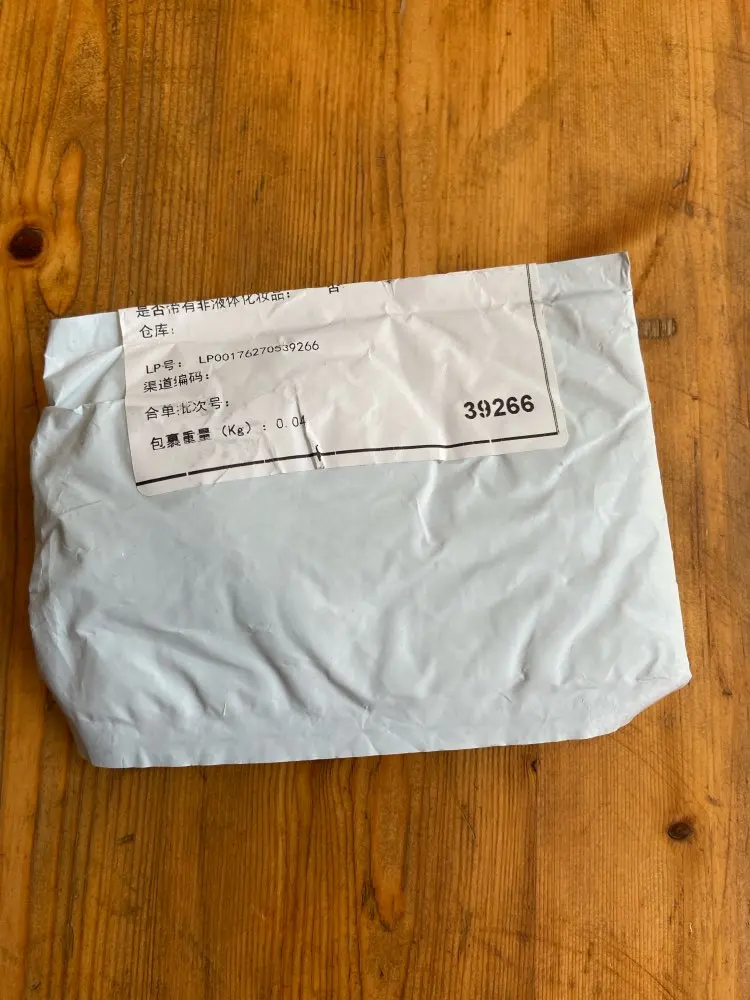 是否带有非液体化妆品： 否
仓库：
LP号： LP00176270539266
渠道编码：
合单批次号：
39266
包裹重量（Kg）：0.04